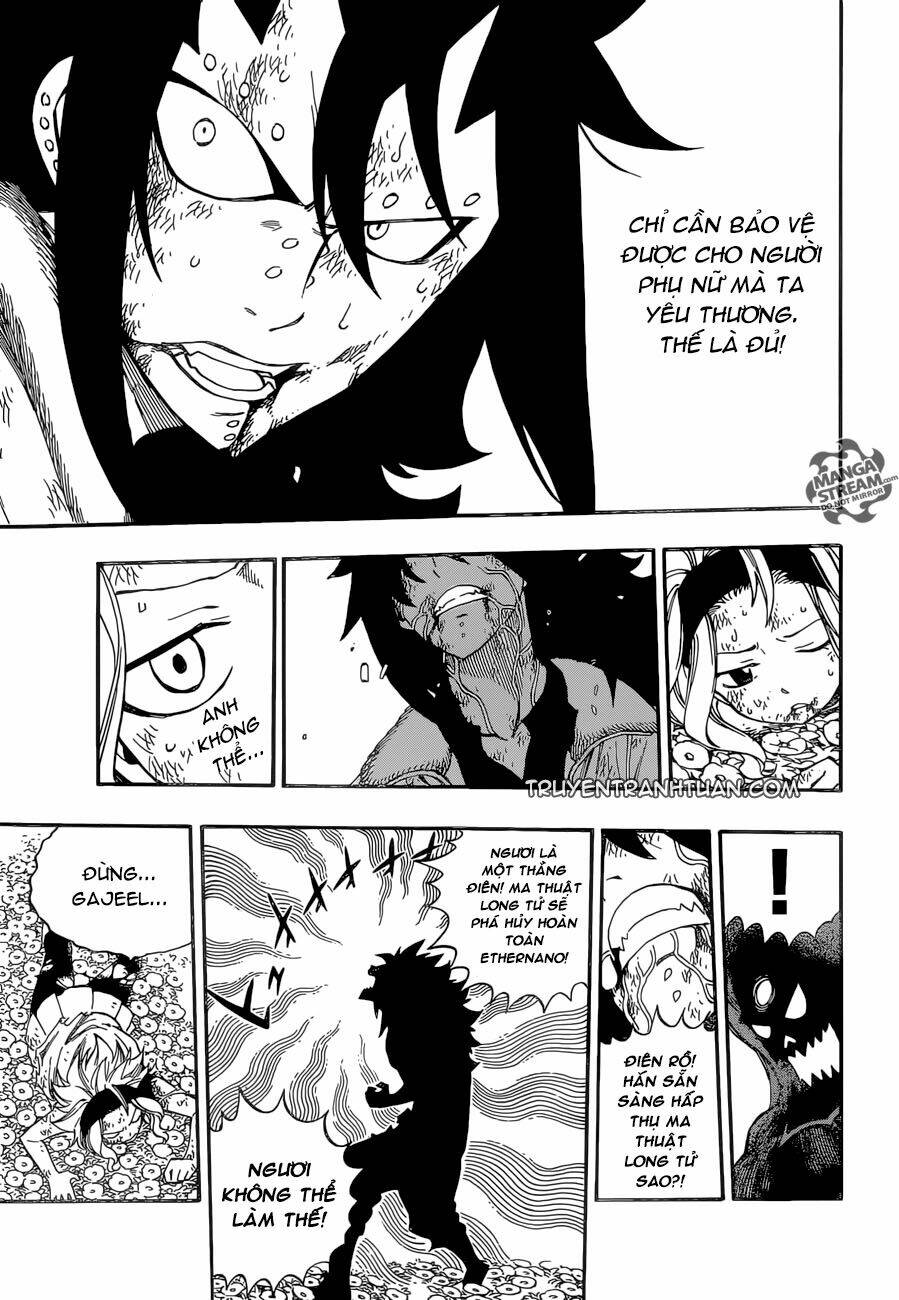 CHỈ CẦN BẢO VỆ
ĐƯỢC CHO NGƯỜI
PHỤ NỮ MÀ TA
YÊU THƯƠNG.
THẾ LÀ ĐỦ!
MANGA
STREAM.com
DO NOT MIRROR
ANH
KHÔNG
THỂ...
TRUYENTRANHTUAN.COM
!
ĐIÊN RỒ!
HẮN SẴN
SÀNG HẤP
THỤ MA
THUẬT
LONG TỬ
SAO?!
NGƯƠI LÀ
MỘT THẰNG
ĐIÊN! MA THUẬT
LONG TỬ SẼ
PHÁ HỦY HOÀN
TOÀN
ETHERNANO!
NGƯƠI
KHÔNG THỂ
LÀM THẾ!
ĐỪNG...
GAJEEL...